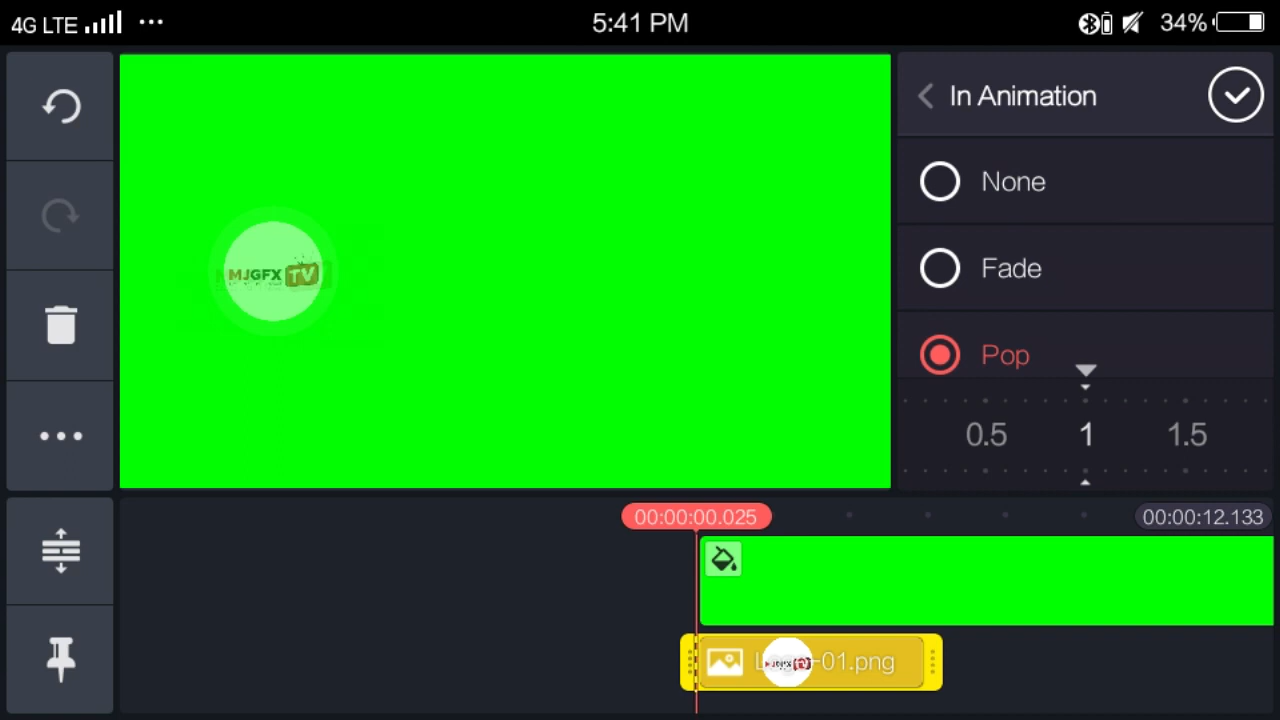 4G LTE
5:41 PM
34%
In Animation
None
Fade
Pop
0.5 1 1.5
MJGFX TV
00:00:00.025
00:00:12.133
-01.png